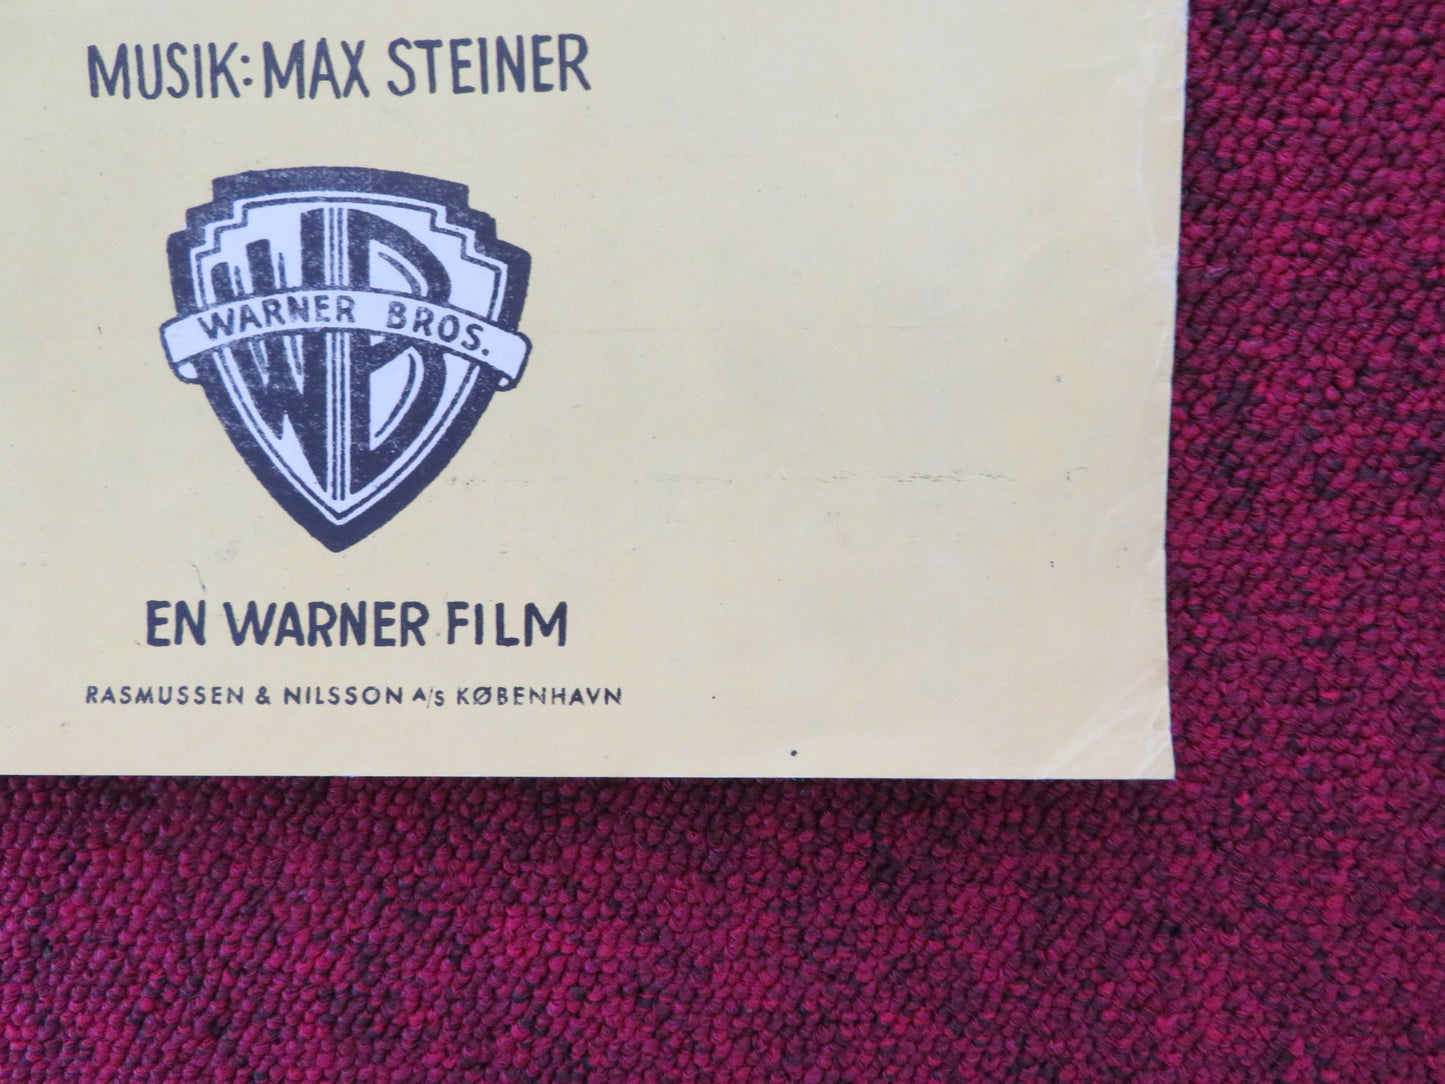 MUSIK: MAX STEINER
WB
WARNER BROS.
EN WARNER FILM
RASMUSSEN & NILSSON A/S KØBENHAVN